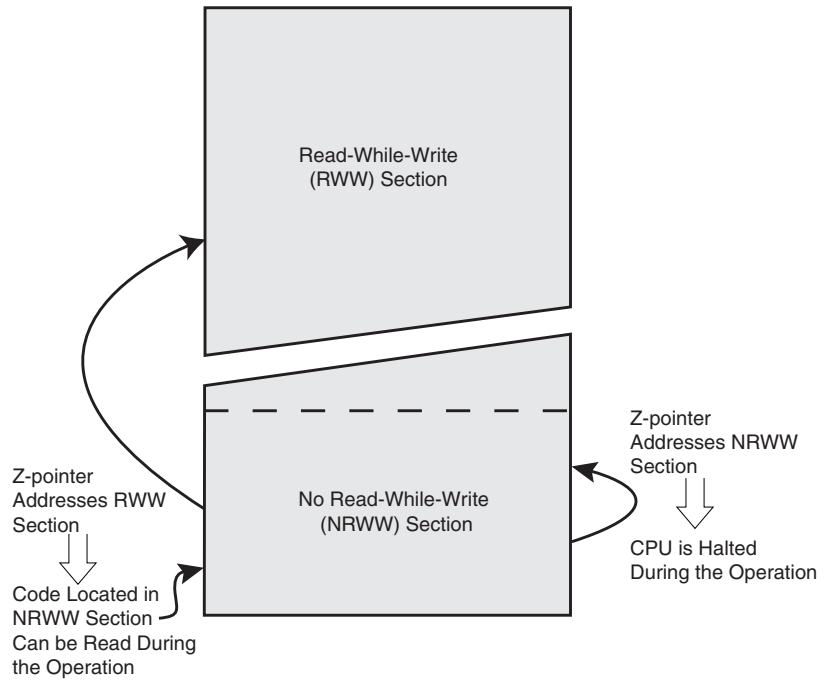 Read-While-Write
(RWW) Section
Z-pointer
Addresses NRWW
Section
Z-pointer
Addresses RWW
Section
No Read-While-Write
(NRWW) Section
CPU is Halted
During the Operation
Code Located in
NRWW Section
Can be Read During
the Operation